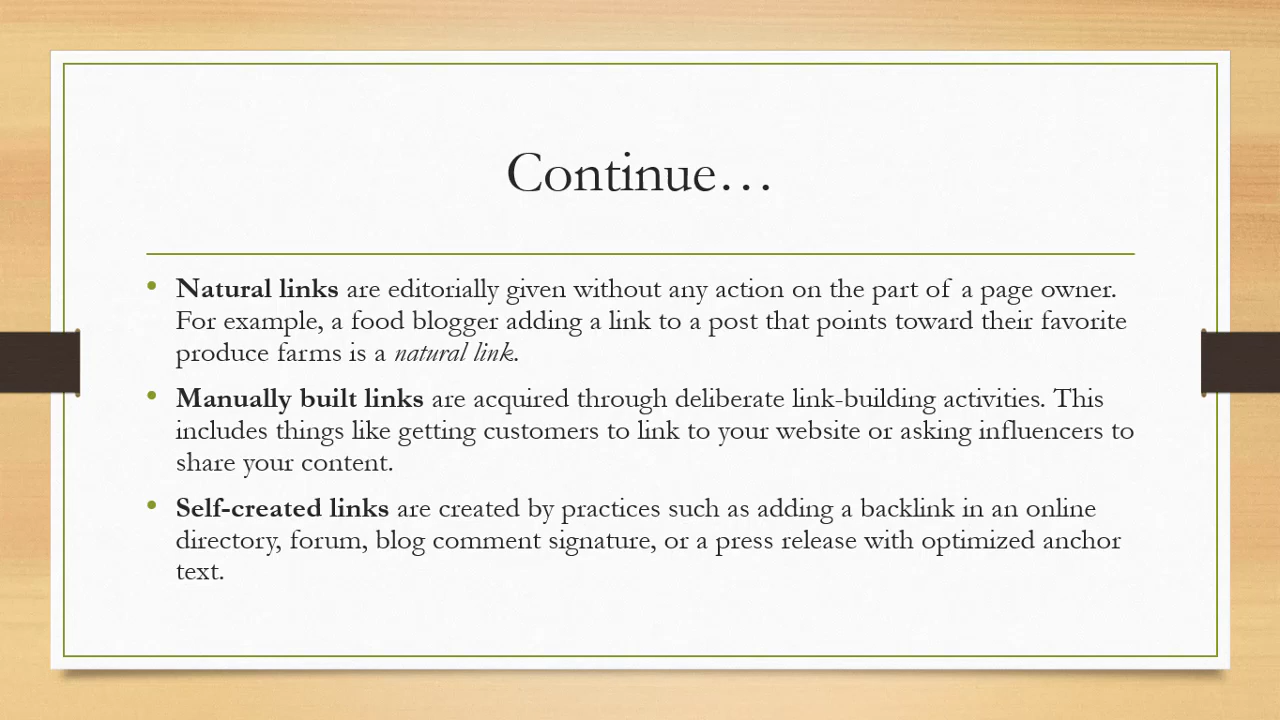 Continue…
• Natural links are editorially given without any action on the part of a page owner.
For example, a food blogger adding a link to a post that points toward their favorite
produce farms is a natural link.
• Manually built links are acquired through deliberate link-building activities. This
includes things like getting customers to link to your website or asking influencers to
share your content.
• Self-created links are created by practices such as adding a backlink in an online
directory, forum, blog comment signature, or a press release with optimized anchor
text.